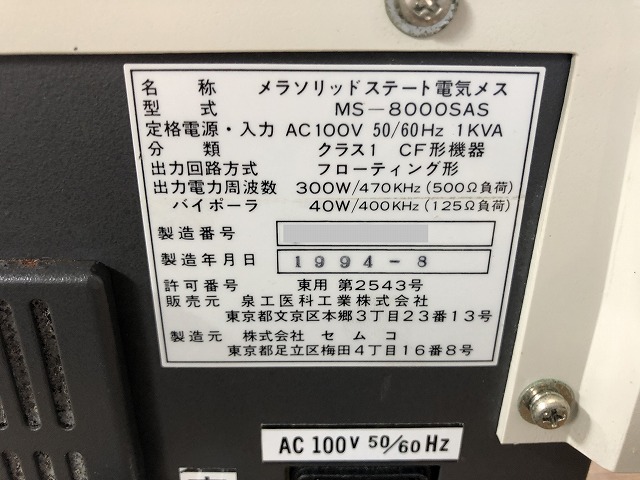 名称 メラソリッドステート電気メス
型式 MS-8000SAS
定格電源・入力 AC100V 50/60Hz 1KVA
分類 クラス1 CF形機器
出力回路方式 フローティング形
出力電力周波数 300W/470KHz (500Ω負荷)
バイポーラ 40W/400KHz (125Ω負荷)
製造番号
製造年月日 1994-8
許可番号 東用 第2543号
販売元 泉工医科工業株式会社
東京都文京区本郷3丁目23番13号
製造元 株式会社 セムコ
東京都足立区梅田4丁目16番8号
AC 100V 50/60 Hz